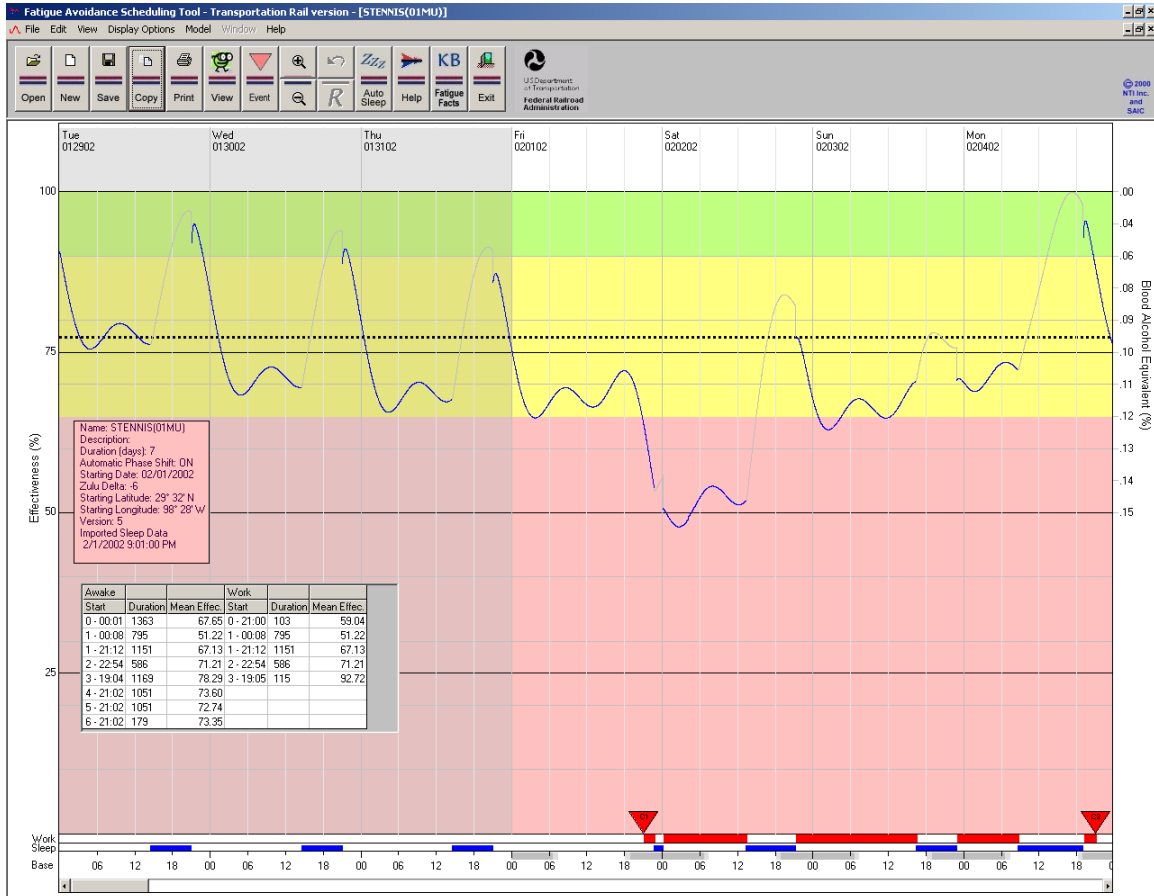 Fatigue Avoidance Scheduling Tool - Transportation Rail version - [STENNIS(01MU)]
File Edit View Display Options Model Window Help
ZZZ KB
Open New Save Copy Print View Event R Auto Sleep Help Fatigue Facts Exit
U.S.Department
of Transportation
Federal Railroad
Administration
© 2000
NTI Inc.
and
SAIC
Tue Wed Thu Fri Sat Sun Mon
012902 013002 013102 020102 020202 020302 020402
100
75
50
25
Effectiveness (%)
.00
.04
.06
.08
.09
.10
.11
.12
.13
.14
.15
Blood Alcohol Equivalent (%)
Name: STENNIS(01MU)
Description:
Duration (days): 7
Automatic Phase Shift: ON
Starting Date: 02/01/2002
Zulu Delta: -6
Starting Latitude: 29° 32' N
Starting Longitude: 98° 28' W
Version: 5
Imported Sleep Data
2/1/2002 9:01:00 PM
Awake Work
Start Duration Mean Effec. Start Duration Mean Effec.
0 - 00:01 1363 67.65 0 - 21:00 103 59.04
1 - 00:08 795 51.22 1 - 00:08 795 51.22
1 - 21:12 1151 67.13 1 - 21:12 1151 67.13
2 - 22:54 586 71.21 2 - 22:54 586 71.21
3 - 19:04 1169 78.29 3 - 19:05 115 92.72
4 - 21:02 1051 73.60
5 - 21:02 1051 72.74
6 - 21:02 179 73.35
C1 C2
Work
Sleep
Base 06 12 18 00 06 12 18 00 06 12 18 00 06 12 18 00 06 12 18 00 06 12 18 00 06 12 18 0